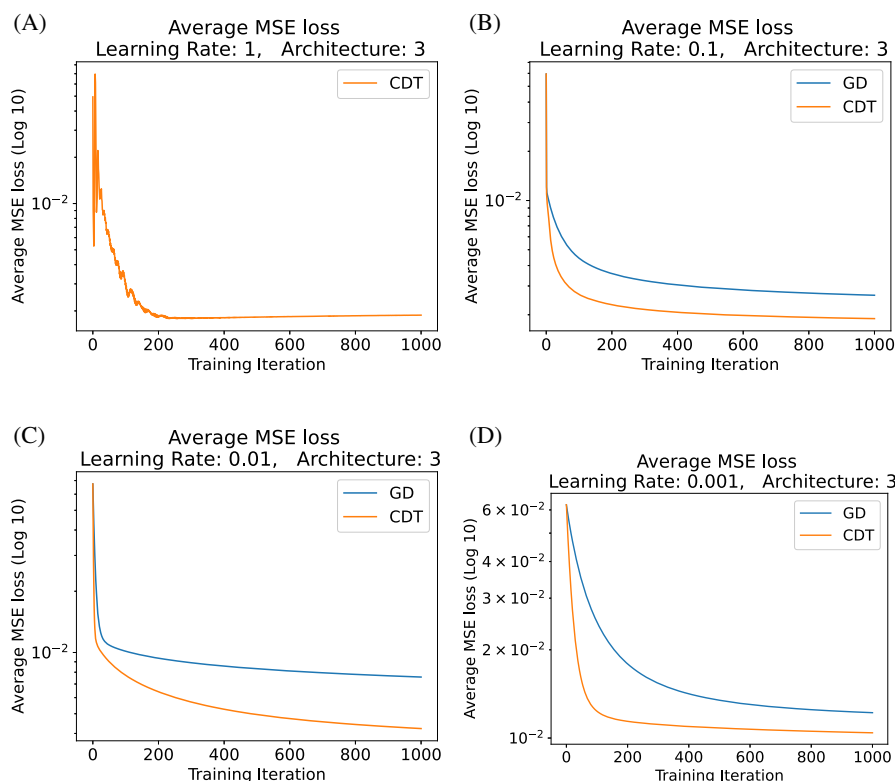 (A)
Average MSE loss
Learning Rate: 1, Architecture: 3
CDT
Average MSE loss (Log 10)
10⁻²
0 200 400 600 800 1000
Training Iteration
(B)
Average MSE loss
Learning Rate: 0.1, Architecture: 3
GD
CDT
Average MSE loss (Log 10)
10⁻²
0 200 400 600 800 1000
Training Iteration
(C)
Average MSE loss
Learning Rate: 0.01, Architecture: 3
GD
CDT
Average MSE loss (Log 10)
10⁻²
0 200 400 600 800 1000
Training Iteration
(D)
Average MSE loss
Learning Rate: 0.001, Architecture: 3
GD
CDT
Average MSE loss (Log 10)
6 × 10⁻²
4 × 10⁻²
3 × 10⁻²
2 × 10⁻²
10⁻²
0 200 400 600 800 1000
Training Iteration